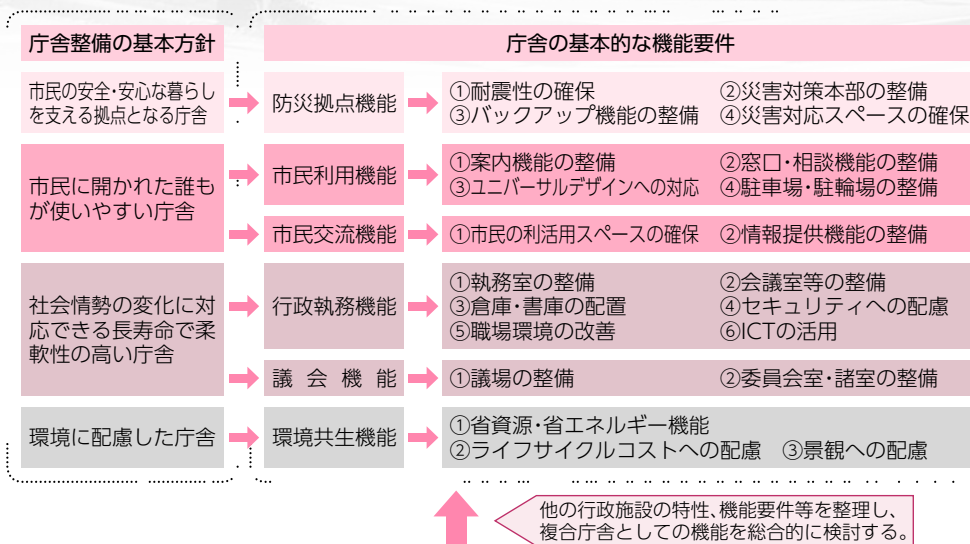 庁舎整備の基本方針
庁舎の基本的な機能要件
市民の安全・安心な暮らし
を支える拠点となる庁舎
防災拠点機能
①耐震性の確保 ②災害対策本部の整備
③バックアップ機能の整備 ④災害対応スペースの確保
市民に開かれた誰も
が使いやすい庁舎
市民利用機能
①案内機能の整備 ②窓口・相談機能の整備
③ユニバーサルデザインへの対応 ④駐車場・駐輪場の整備
市民交流機能
①市民の利活用スペースの確保 ②情報提供機能の整備
社会情勢の変化に対
応できる長寿命で柔
軟性の高い庁舎
行政執務機能
①執務室の整備 ②会議室等の整備
③倉庫・書庫の配置 ④セキュリティへの配慮
⑤職場環境の改善 ⑥ICTの活用
議会機能
①議場の整備 ②委員会室・諸室の整備
環境に配慮した庁舎
環境共生機能
①省資源・省エネルギー機能
②ライフサイクルコストへの配慮 ③景観への配慮
他の行政施設の特性、機能要件等を整理し、
複合庁舎としての機能を総合的に検討する。